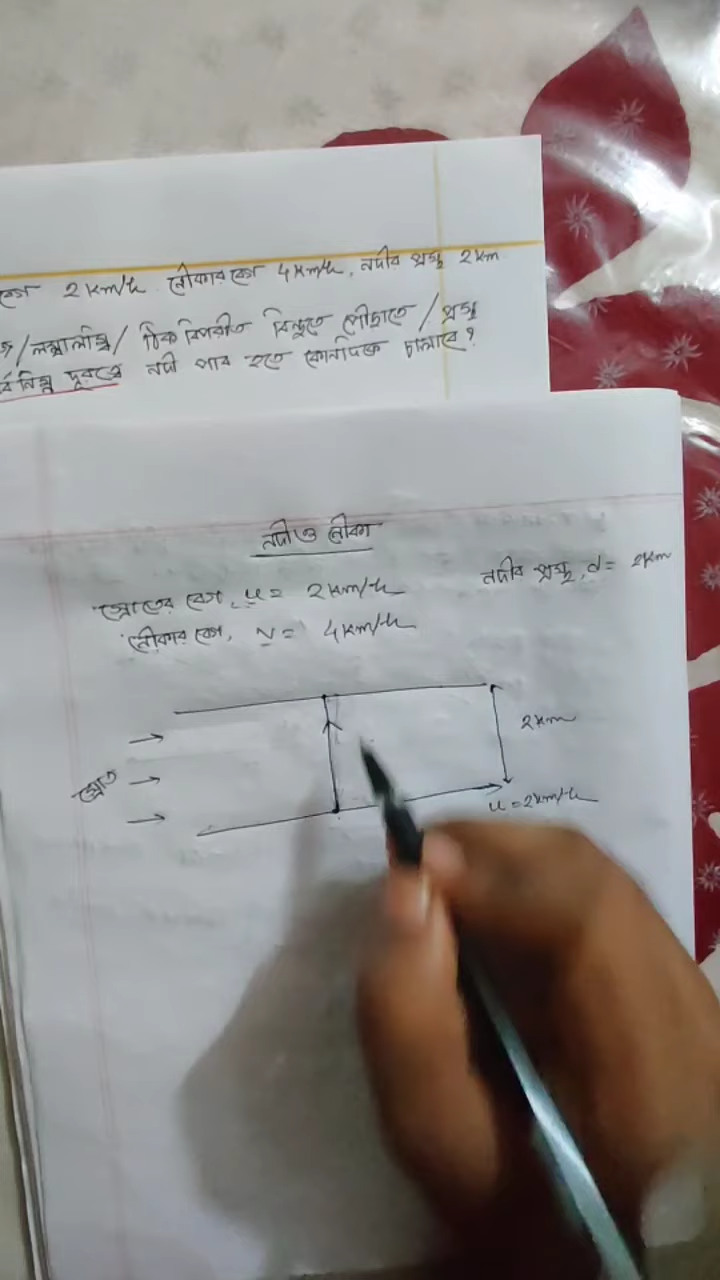 বেগ 2 km/h. নৌকার বেগ 4 km/h, নদীর প্রস্থ 2 km
/ লম্বালম্বি / ঠিক বিপরীত বিন্দুতে পৌঁছাতে / প্রস্থ
নিম্ন দূরত্বে নদী পার হতে কোনদিকে চালাবে?
নদী ও নৌকা
স্রোতের বেগ, u = 2 km/h
নদীর প্রস্থ, d = 2 km
নৌকার বেগ, v = 4 km/h
2 km
স্রোত
u = 2 km/h